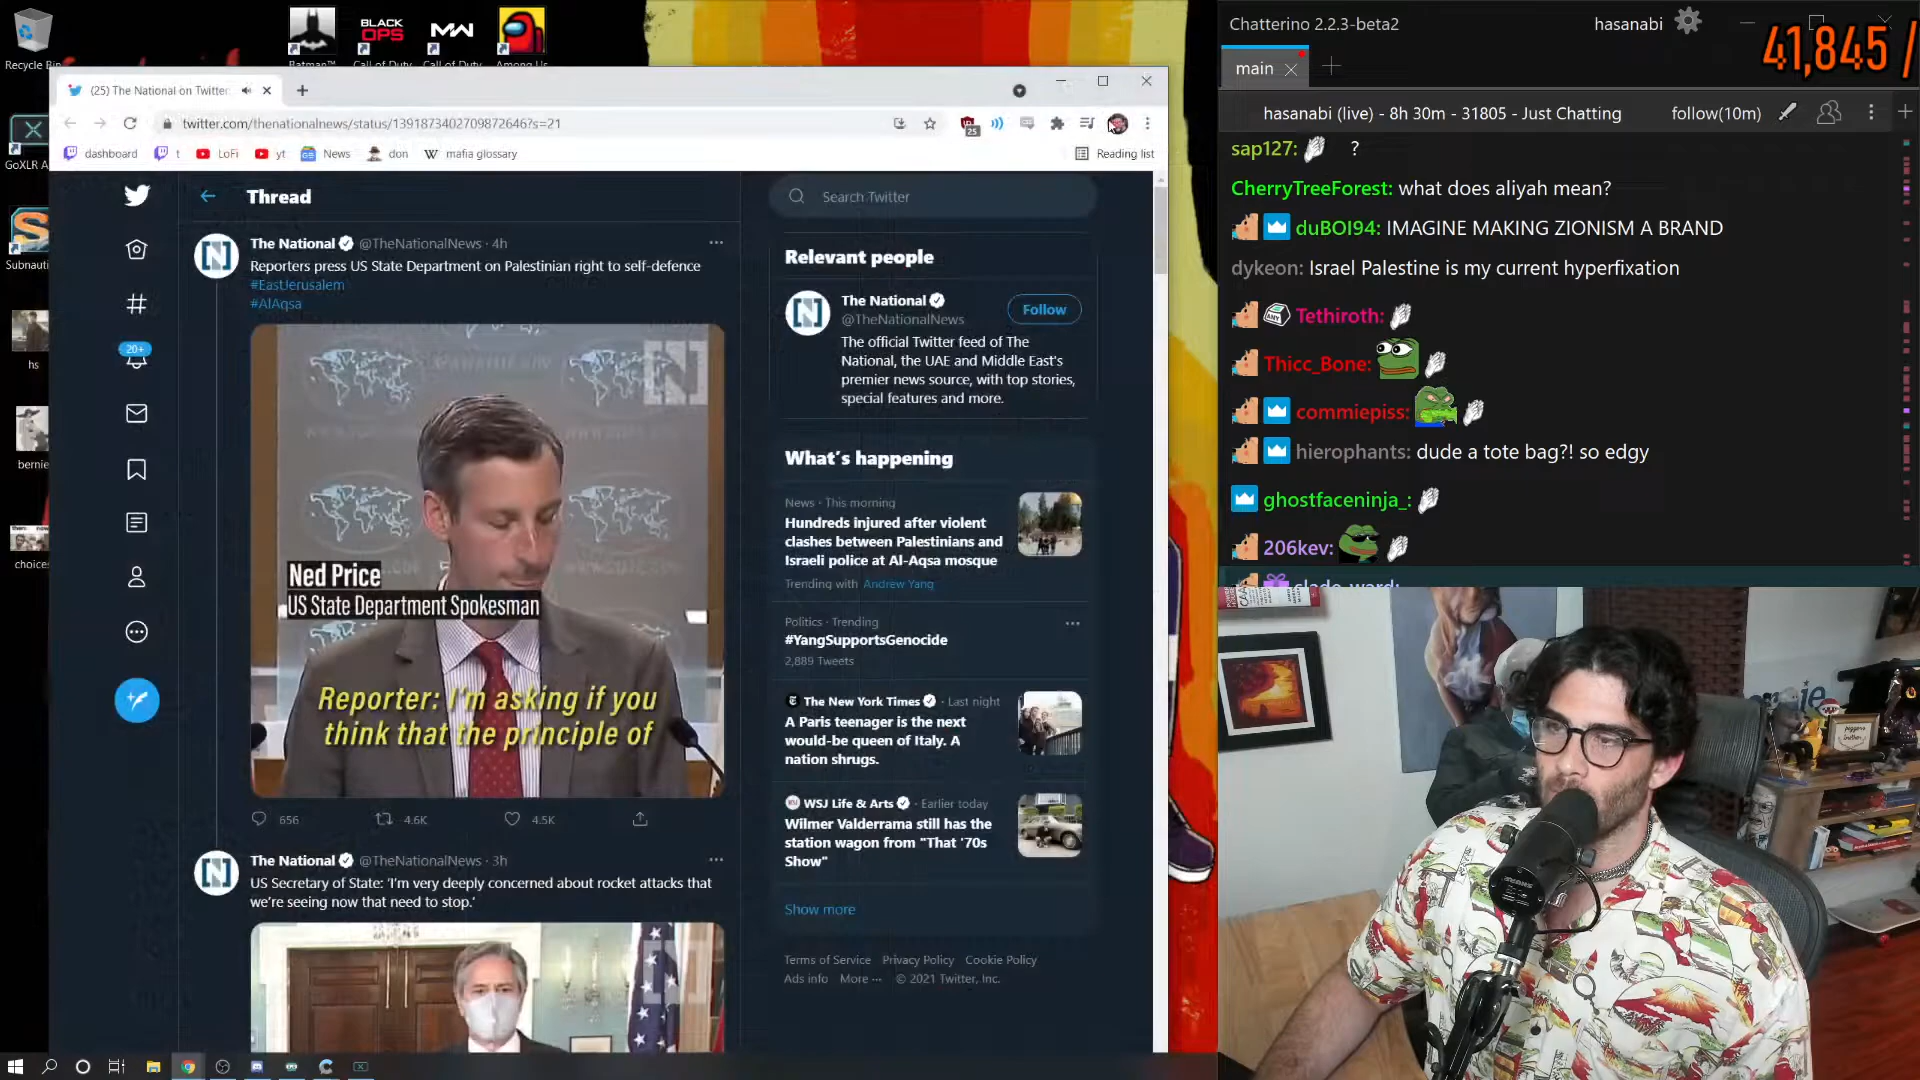 Recycle Bin
Batman™
Call of Duty
Call of Duty
Among Us
BLACK OPS
MW
GoXLR A
Subnauti
hs
bernie
choices
(25) The National on Twitter
twitter.com/thenationalnews/status/1391873402709872646?s=21
25
dashboard
t
LoFi
yt
News
don
mafia glossary
Reading list
20+
Thread
The National @TheNationalNews · 4h
Reporters press US State Department on Palestinian right to self-defence
#EastJerusalem
#AlAqsa
Ned Price
US State Department Spokesman
Reporter: I'm asking if you
think that the principle of
656
4.6K
4.5K
The National @TheNationalNews · 3h
US Secretary of State: 'I'm very deeply concerned about rocket attacks that
we're seeing now that need to stop.'
Search Twitter
Relevant people
The National
@TheNationalNews
Follow
The official Twitter feed of The
National, the UAE and Middle East's
premier news source, with top stories,
special features and more.
What's happening
News · This morning
Hundreds injured after violent
clashes between Palestinians and
Israeli police at Al-Aqsa mosque
Trending with Andrew Yang
Politics · Trending
#YangSupportsGenocide
2,889 Tweets
The New York Times · Last night
A Paris teenager is the next
would-be queen of Italy. A
nation shrugs.
WSJ Life & Arts · Earlier today
Wilmer Valderrama still has the
station wagon from "That '70s
Show"
Show more
Terms of Service Privacy Policy Cookie Policy
Ads info More ··· © 2021 Twitter, Inc.
Chatterino 2.2.3-beta2
hasanabi
41,845 /
main
hasanabi (live) - 8h 30m - 31805 - Just Chatting
follow(10m)
sap127: ?
CherryTreeForest: what does aliyah mean?
duBOI94: IMAGINE MAKING ZIONISM A BRAND
dykeon: Israel Palestine is my current hyperfixation
Tethiroth:
Thicc_Bone:
commiepiss:
hierophants: dude a tote bag?! so edgy
ghostfaceninja_:
206kev:
slade_ward: